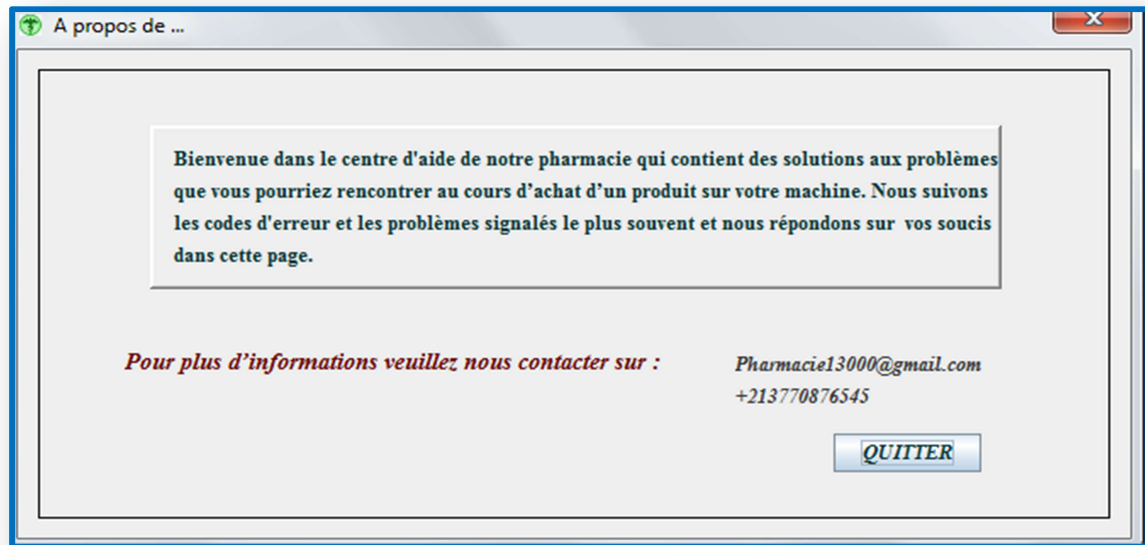 A propos de ...
Bienvenue dans le centre d'aide de notre pharmacie qui contient des solutions aux problèmes
que vous pourriez rencontrer au cours d’achat d’un produit sur votre machine. Nous suivons
les codes d'erreur et les problèmes signalés le plus souvent et nous répondons sur  vos soucis
dans cette page.
Pour plus d’informations veuillez nous contacter sur :
Pharmacie13000@gmail.com
+213770876545
QUITTER